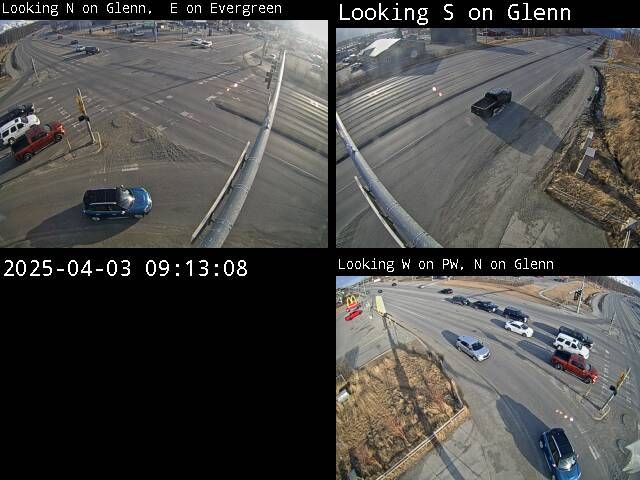 Looking N on Glenn, E on Evergreen
Looking S on Glenn
2025-04-03 09:13:08
Looking W on PW, N on Glenn